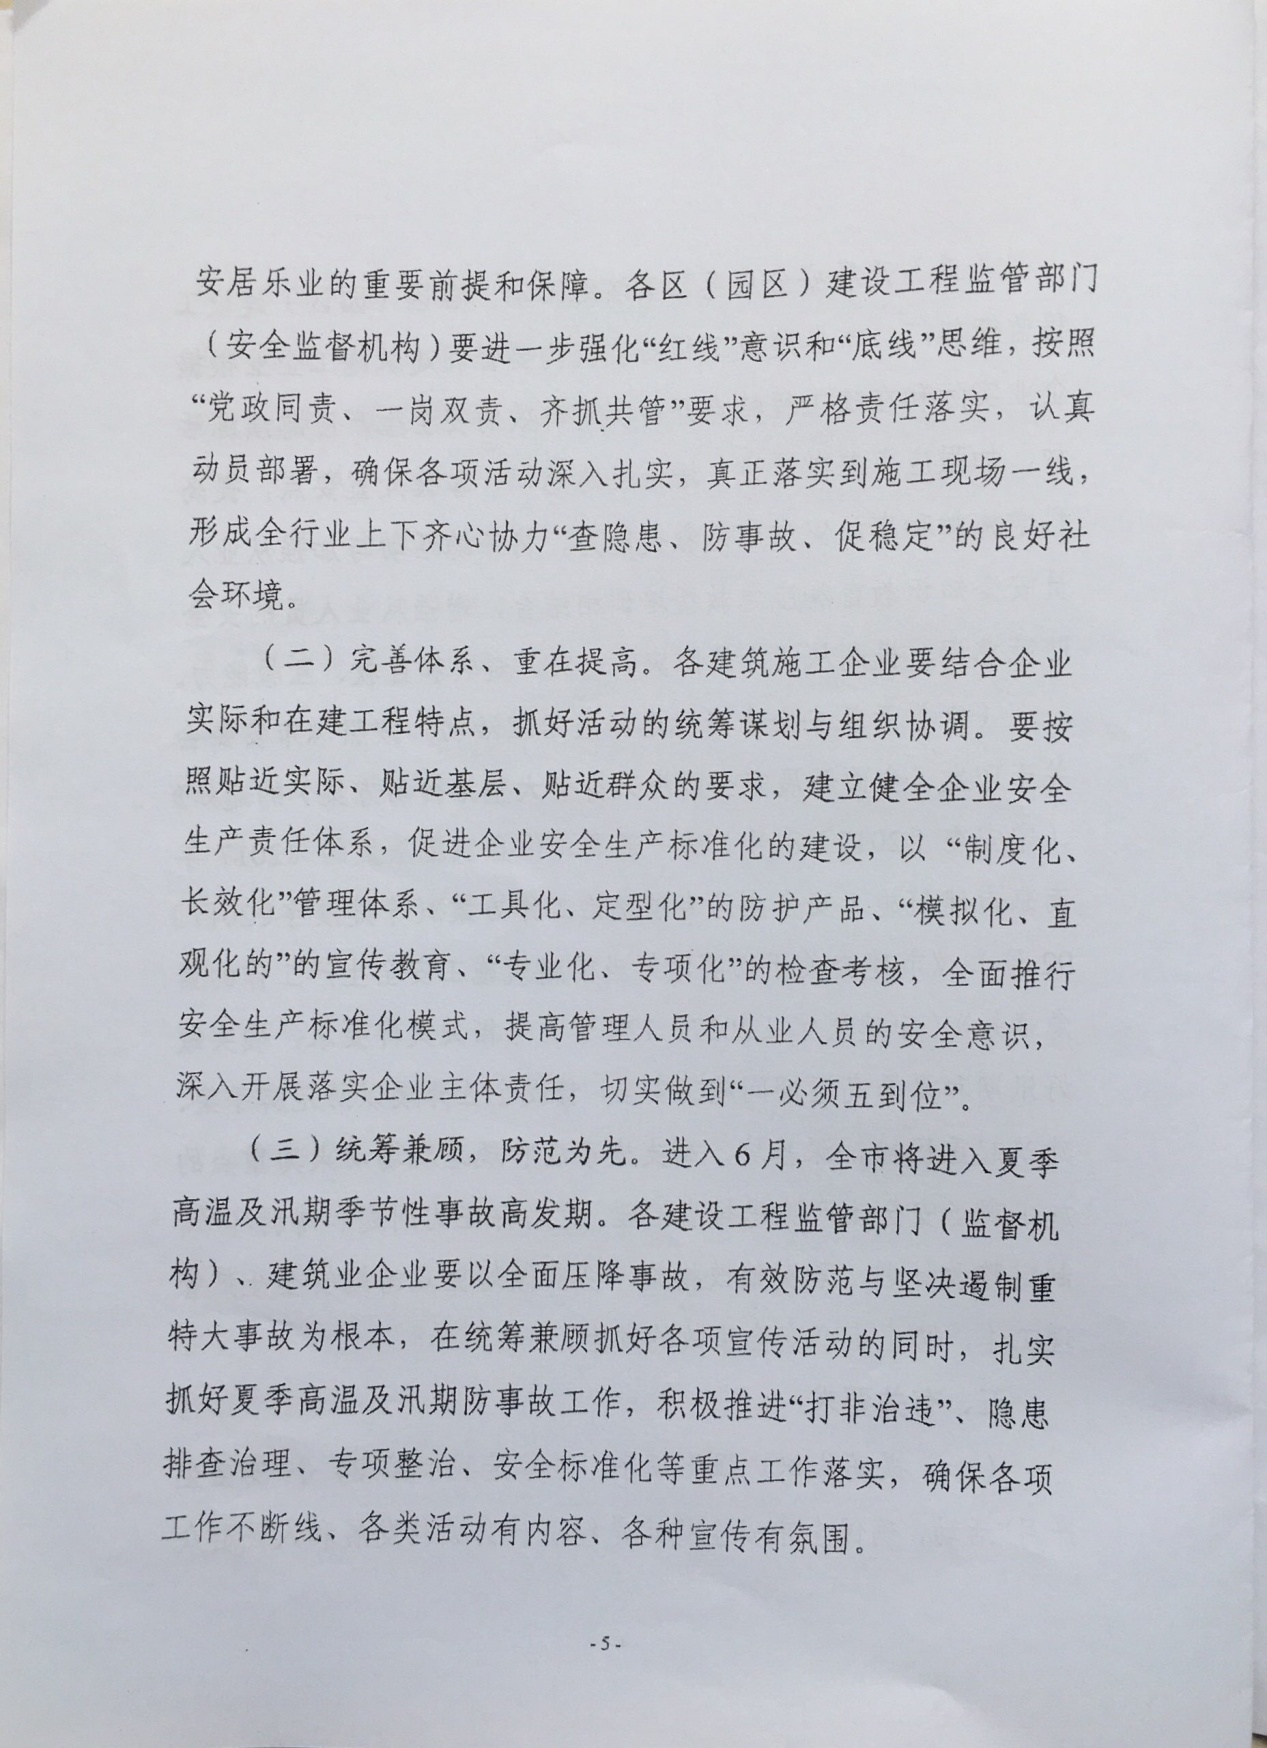 安居乐业的重要前提和保障。各区（园区）建设工程监管部门
（安全监督机构）要进一步强化“红线”意识和“底线”思维，按照
“党政同责、一岗双责、齐抓共管”要求，严格责任落实，认真
动员部署，确保各项活动深入扎实，真正落实到施工现场一线，
形成全行业上下齐心协力“查隐患、防事故、促稳定”的良好社
会环境。
（二）完善体系、重在提高。各建筑施工企业要结合企业
实际和在建工程特点，抓好活动的统筹谋划与组织协调。要按
照贴近实际、贴近基层、贴近群众的要求，建立健全企业安全
生产责任体系，促进企业安全生产标准化的建设，以 “制度化、
长效化”管理体系、“工具化、定型化”的防护产品、“模拟化、直
观化的”的宣传教育、“专业化、专项化”的检查考核，全面推行
安全生产标准化模式，提高管理人员和从业人员的安全意识，
深入开展落实企业主体责任，切实做到“一必须五到位”。
（三）统筹兼顾，防范为先。进入 6 月，全市将进入夏季
高温及汛期季节性事故高发期。各建设工程监管部门（监督机
构）、建筑业企业要以全面压降事故，有效防范与坚决遏制重
特大事故为根本，在统筹兼顾抓好各项宣传活动的同时，扎实
抓好夏季高温及汛期防事故工作，积极推进“打非治违”、隐患
排查治理、专项整治、安全标准化等重点工作落实，确保各项
工作不断线、各类活动有内容、各种宣传有氛围。
- 5 -